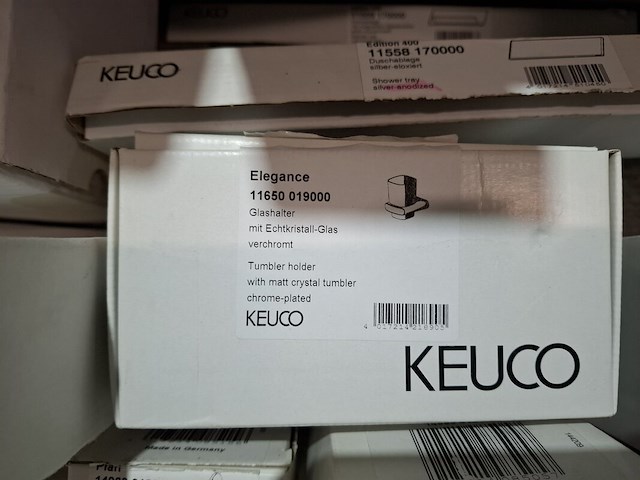 KEUCO
Edition 400
11558 170000
Duschablage
silber-eloxiert
Shower tray
silver-anodized
Elegance
11650 019000
Glashalter
mit Echtkristall-Glas
verchromt
Tumbler holder
with matt crystal tumbler
chrome-plated
KEUCO
KEUCO
Made in Germany
Plan